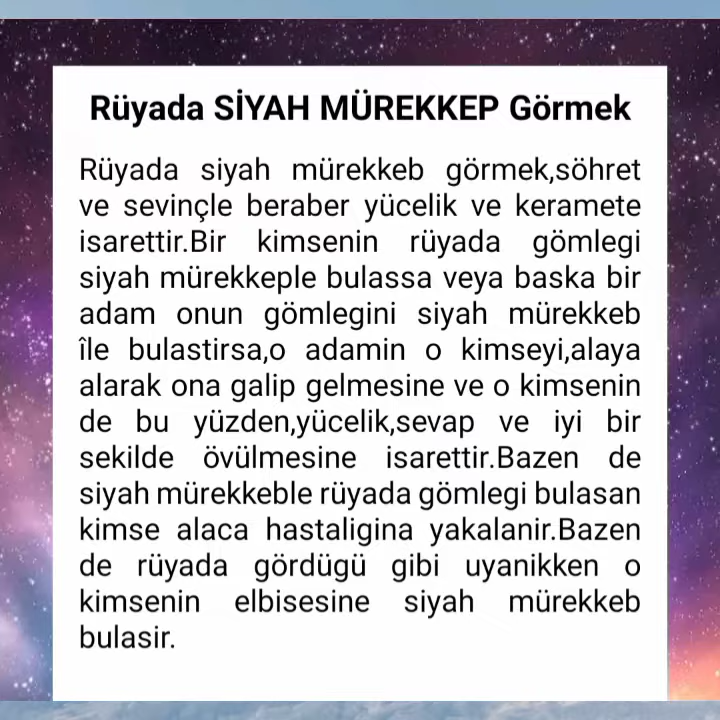 Rüyada SİYAH MÜREKKEP Görmek
Rüyada siyah mürekkeb görmek,söhret
ve sevinçle beraber yücelik ve keramete
isarettir.Bir kimsenin rüyada gömlegi
siyah mürekkeple bulassa veya baska bir
adam onun gömlegini siyah mürekkeb
île bulastirsa,o adamin o kimseyi,alaya
alarak ona galip gelmesine ve o kimsenin
de bu yüzden,yücelik,sevap ve iyi bir
sekilde övülmesine isarettir.Bazen de
siyah mürekkeble rüyada gömlegi bulasan
kimse alaca hastaligina yakalanir.Bazen
de rüyada gördügü gibi uyanikken o
kimsenin elbisesine siyah mürekkeb
bulasir.